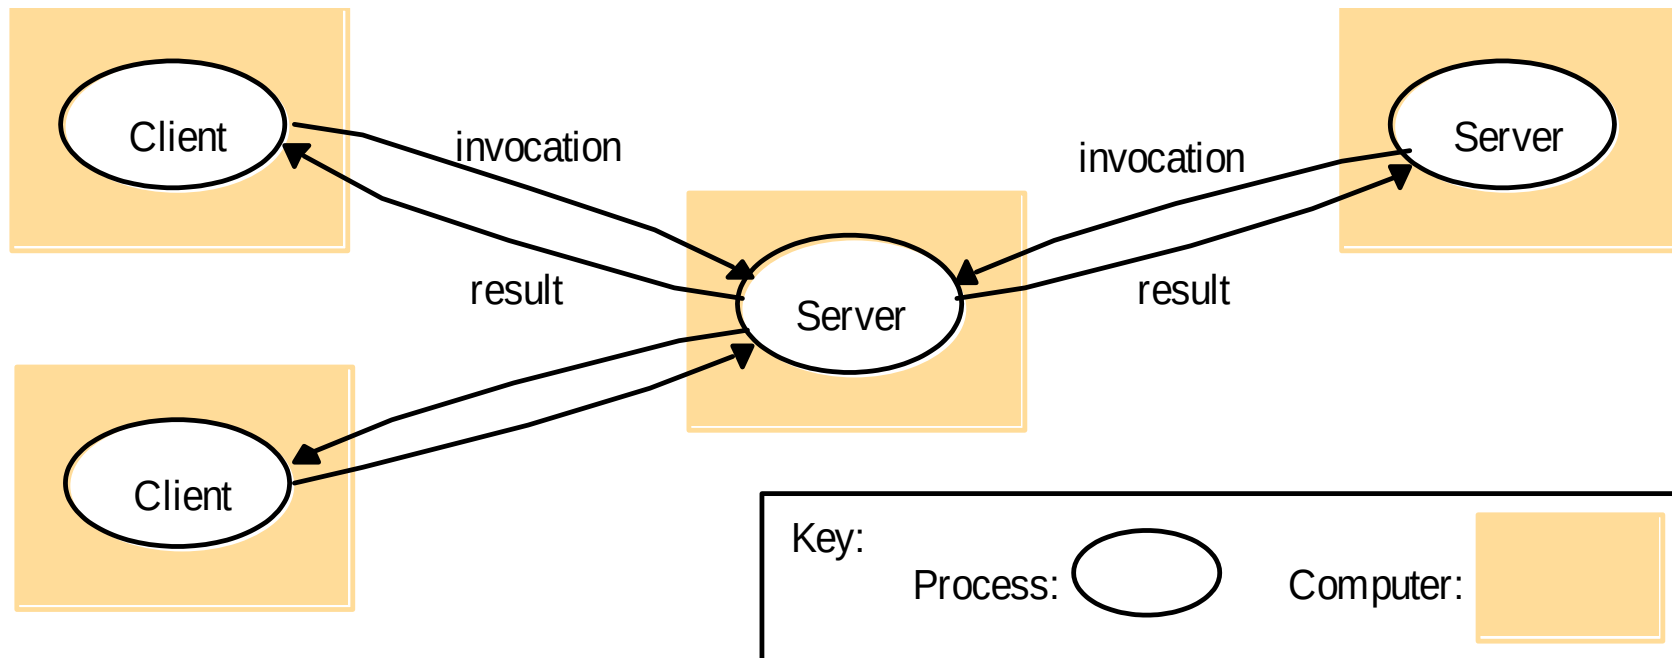 Client
invocation
result
Server
invocation
result
Server
Client
Key:
Process:
Computer: